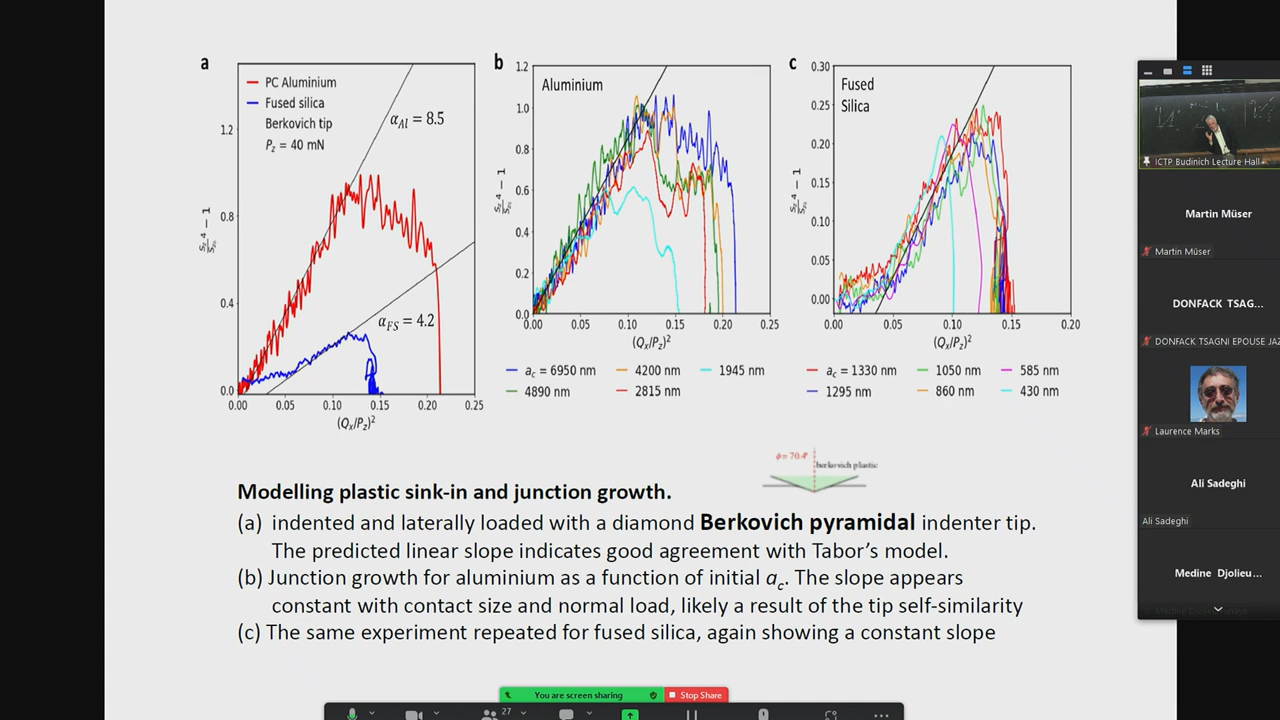 a
PC Aluminium
Fused silica
Berkovich tip
P_z = 40 mN
α_Al = 8.5
α_FS = 4.2
1.2
0.8
0.4
0.0
0.00 0.05 0.10 0.15 0.20 0.25
(Q_x/P_z)²
b
Aluminium
1.2
1.0
0.8
0.6
0.4
0.2
0.0
0.00 0.05 0.10 0.15 0.20 0.25
(Q_x/P_z)²
a_c = 6950 nm 4200 nm 1945 nm
4890 nm 2815 nm
c
Fused
Silica
0.30
0.25
0.20
0.15
0.10
0.05
0.00
0.05 0.10 0.15 0.20
(Q_x/P_z)²
a_c = 1330 nm 1050 nm 585 nm
1295 nm 860 nm 430 nm
ϕ = 70.4°
berkovich plastic
Modelling plastic sink-in and junction growth.
(a) indented and laterally loaded with a diamond Berkovich pyramidal indenter tip.
The predicted linear slope indicates good agreement with Tabor's model.
(b) Junction growth for aluminium as a function of initial a_c. The slope appears
constant with contact size and normal load, likely a result of the tip self-similarity
(c) The same experiment repeated for fused silica, again showing a constant slope
You are screen sharing
Stop Share
27
ICTP Budinich Lecture Hall
Martin Müser
Martin Müser
DONFACK TSAG...
DONFACK TSAGNI EPOUSE JAZ
Laurence Marks
Ali Sadeghi
Ali Sadeghi
Medine Djolieu...